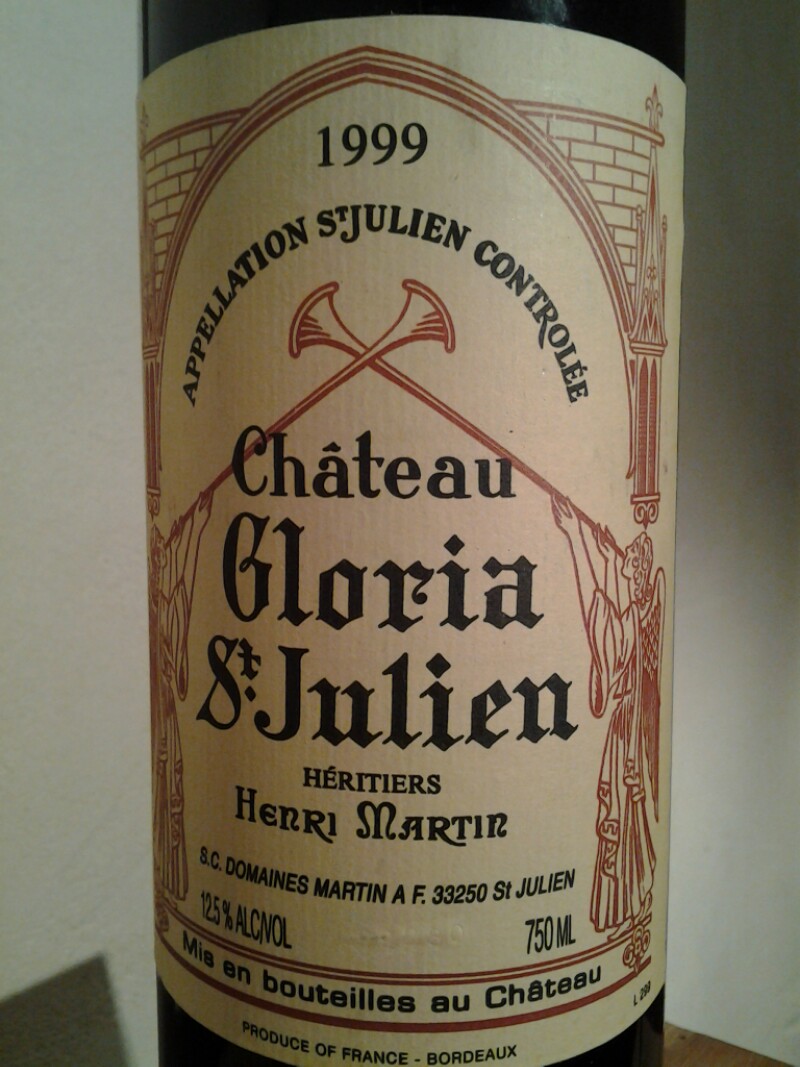 1999
APPELLATION ST JULIEN CONTROLÉE
Château
Gloria
St. Julien
HÉRITIERS
HENRI MARTIN
S.C. DOMAINES MARTIN A F. 33250 St JULIEN
12.5 % ALC/VOL 750 ML
Mis en bouteilles au Château
PRODUCE OF FRANCE - BORDEAUX